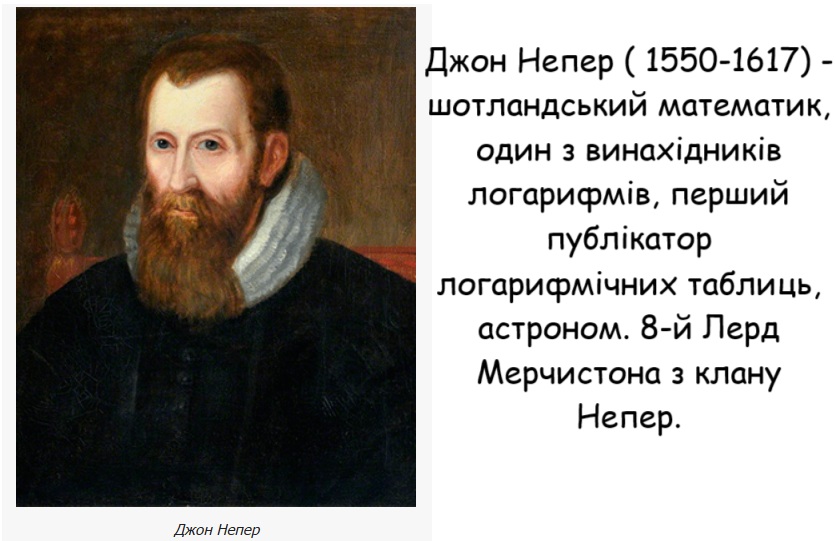 Джон Непер ( 1550-1617) -
шотландський математик,
один з винахідників
логарифмів, перший
публікатор
логарифмічних таблиць,
астроном. 8-й Лерд
Мерчистона з клану
Непер.
Джон Непер